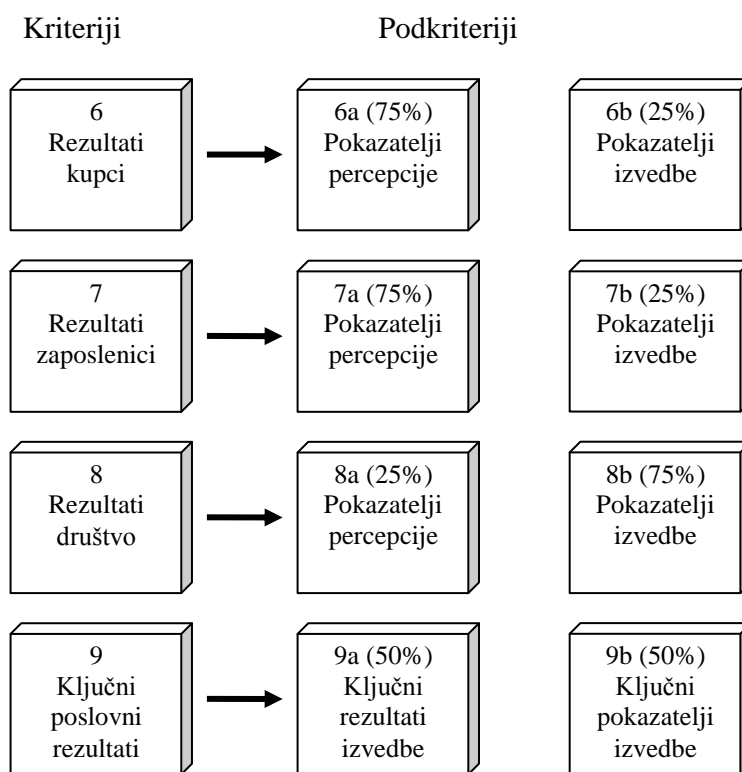 Kriteriji
Podkriteriji
6
Rezultati
kupci
6a (75%)
Pokazatelji
percepcije
6b (25%)
Pokazatelji
izvedbe
7
Rezultati
zaposlenici
7a (75%)
Pokazatelji
percepcije
7b (25%)
Pokazatelji
izvedbe
8
Rezultati
društvo
8a (25%)
Pokazatelji
percepcije
8b (75%)
Pokazatelji
izvedbe
9
Ključni
poslovni
rezultati
9a (50%)
Ključni
rezultati
izvedbe
9b (50%)
Ključni
pokazatelji
izvedbe